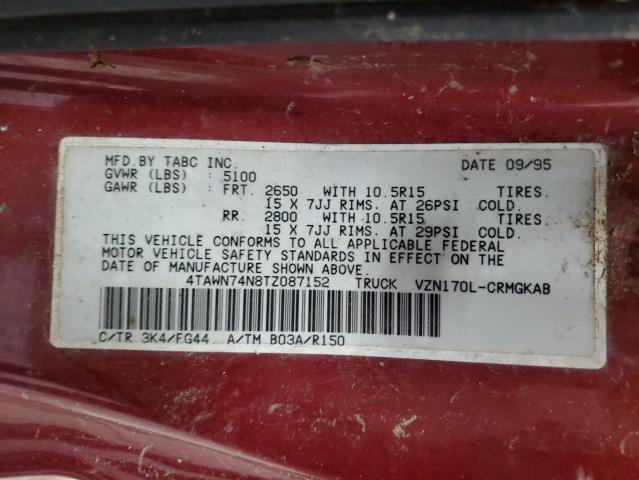 MFD.BY TABC INC. DATE 09/95
GVWR (LBS) : 5100
GAWR (LBS) : FRT. 2650 WITH 10.5R15 TIRES.
15 X 7JJ RIMS. AT 26PSI COLD.
RR. 2800 WITH 10.5R15 TIRES.
15 X 7JJ RIMS. AT 29PSI COLD.
THIS VEHICLE CONFORMS TO ALL APPLICABLE FEDERAL
MOTOR VEHICLE SAFETY STANDARDS IN EFFECT ON THE
DATE OF MANUFACTURE SHOWN ABOVE.
4TAWN74N8TZ087152 TRUCK VZN170L-CRMGKAB
C/TR 3K4/FG44 A/TM B03A/R150